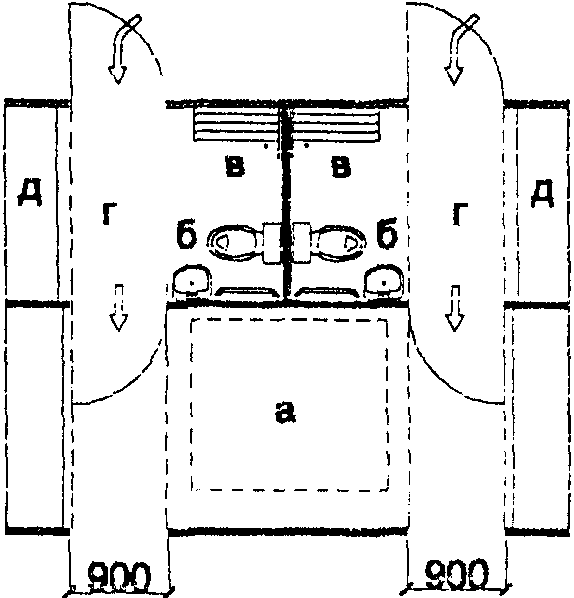 в в
д д
г г
б б
а
900 900